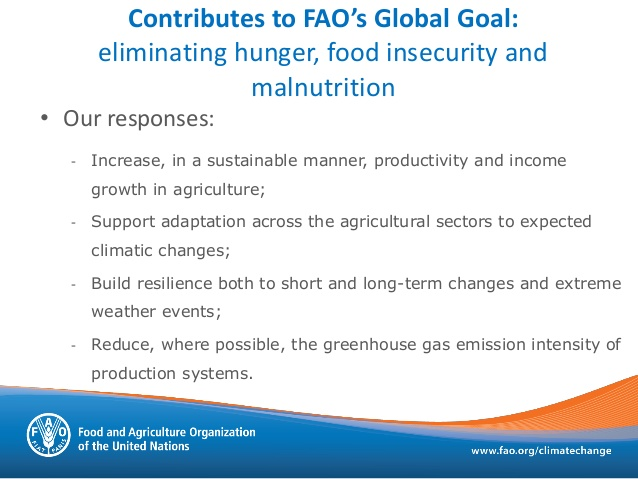 Contributes to FAO's Global Goal:
eliminating hunger, food insecurity and
malnutrition
• Our responses:
- Increase, in a sustainable manner, productivity and income
growth in agriculture;
- Support adaptation across the agricultural sectors to expected
climatic changes;
- Build resilience both to short and long-term changes and extreme
weather events;
- Reduce, where possible, the greenhouse gas emission intensity of
production systems.
FAO
FIAT PANIS
Food and Agriculture Organization
of the United Nations
www.fao.org/climatechange